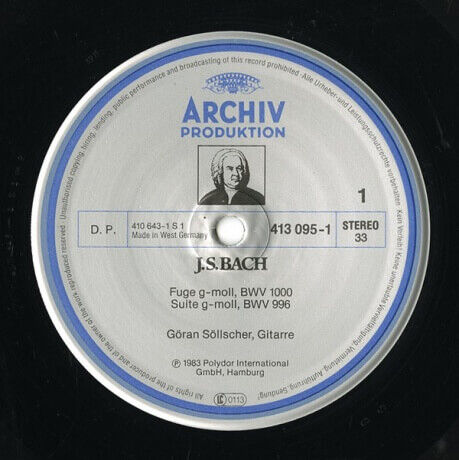 Unauthorised copying, hiring, lending, public performance and broadcasting of this record prohibited · Alle Urheber- und Leistungsschutzrechte vorbehalten
Kein Verleih! Keine unerlaubte Vervielfältigung, Vermietung, Aufführung, Sendung!
All rights of the producer and of the owner of the work reproduced reserved
ARCHIV
PRODUKTION
1
D. P.
410 643-1 S 1
Made in West Germany
413 095-1
STEREO
33
J.S.BACH
Fuge g-moll, BWV 1000
Suite g-moll, BWV 996
Göran Söllscher, Gitarre
Ⓟ 1983 Polydor International
GmbH, Hamburg
LC 0113